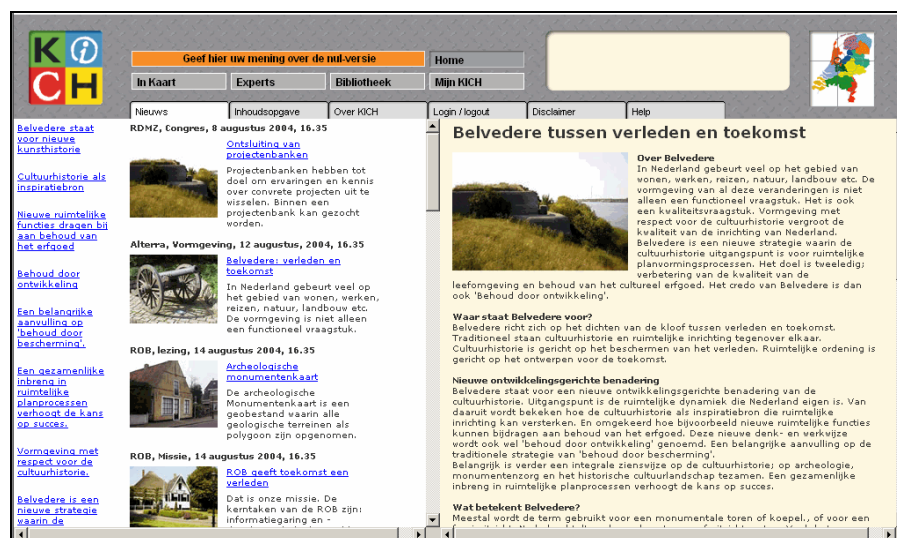 K i
CH
Geef hier uw mening over de nul-versie
Home
In Kaart
Experts
Bibliotheek
Mijn KICH
Nieuws
Inhoudsopgave
Over KICH
Login / logout
Disclaimer
Help
Belvedere staat
voor nieuwe
kunsthistorie
Cultuurhistorie als
inspiratiebron
Nieuwe ruimtelijke
functies dragen bij
aan behoud van
het erfgoed
Behoud door
ontwikkeling
Een belangrijke
aanvulling op
'behoud door
bescherming'.
Een gezamenlijke
inbreng in
ruimtelijke
planprocessen
verhoogt de kans
op succes.
Vormgeving met
respect voor de
cultuurhistorie.
Belvedere is een
nieuwe strategie
waarin de
RDMZ, Congres, 8 augustus 2004, 16.35
Ontsluiting van
projectenbanken
Projectenbanken hebben tot
doel om ervaringen en kennis
over convrete projecten uit te
wisselen. Binnen een
projectenbank kan gezocht
worden.
Alterra, Vormgeving, 12 augustus, 2004, 16.35
Belvedere: verleden en
toekomst
In Nederland gebeurt veel op
het gebied van wonen, werken,
reizen, natuur, landbouw etc.
De vormgeving is niet alleen
een functioneel vraagstuk.
ROB, lezing, 14 augustus 2004, 16.35
Archeologische
monumentenkaart
De archeologische
Monumentenkaart is een
geobestand waarin alle
geologische terreinen als
polygoon zijn opgenomen.
ROB, Missie, 14 augustus 2004, 16.35
ROB geeft toekomst een
verleden
Dat is onze missie. De
kerntaken van de ROB zijn:
informatiegaring en -
Belvedere tussen verleden en toekomst
Over Belvedere
In Nederland gebeurt veel op het gebied van
wonen, werken, reizen, natuur, landbouw etc. De
vormgeving van al deze veranderingen is niet
alleen een functioneel vraagstuk. Het is ook
een kwaliteitsvraagstuk. Vormgeving met
respect voor de cultuurhistorie vergroot de
kwaliteit van de inrichting van Nederland.
Belvedere is een nieuwe strategie waarin de
cultuurhistorie uitgangspunt is voor ruimtelijke
planvormingsprocessen. Het doel is tweeledig;
verbetering van de kwaliteit van de
leefomgeving en behoud van het cultureel erfgoed. Het credo van Belvedere is dan
ook 'Behoud door ontwikkeling'.
Waar staat Belvedere voor?
Belvedere richt zich op het dichten van de kloof tussen verleden en toekomst.
Traditioneel staan cultuurhistorie en ruimtelijke inrichting tegenover elkaar.
Cultuurhistorie is gericht op het beschermen van het verleden. Ruimtelijke ordening is
gericht op het ontwerpen voor de toekomst.
Nieuwe ontwikkelingsgerichte benadering
Belvedere staat voor een nieuwe ontwikkelingsgerichte benadering van de
cultuurhistorie. Uitgangspunt is de ruimtelijke dynamiek die Nederland eigen is. Van
daaruit wordt bekeken hoe de cultuurhistorie als inspiratiebron die ruimtelijke
inrichting kan versterken. En omgekeerd hoe bijvoorbeeld nieuwe ruimtelijke functies
kunnen bijdragen aan behoud van het erfgoed. Deze nieuwe denk- en verkwijze
wordt ook wel 'behoud door ontwikkeling' genoemd. Een belangrijke aanvulling op de
traditionele strategie van 'behoud door bescherming'.
Belangrijk is verder een integrale zienswijze op de cultuurhistorie; op archeologie,
monumentenzorg en het historische cultuurlandschap tezamen. Een gezamenlijke
inbreng in ruimtelijke planprocessen verhoogt de kans op succes.
Wat betekent Belvedere?
Meestal wordt de term gebruikt voor een monumentale toren of koepel., of voor een